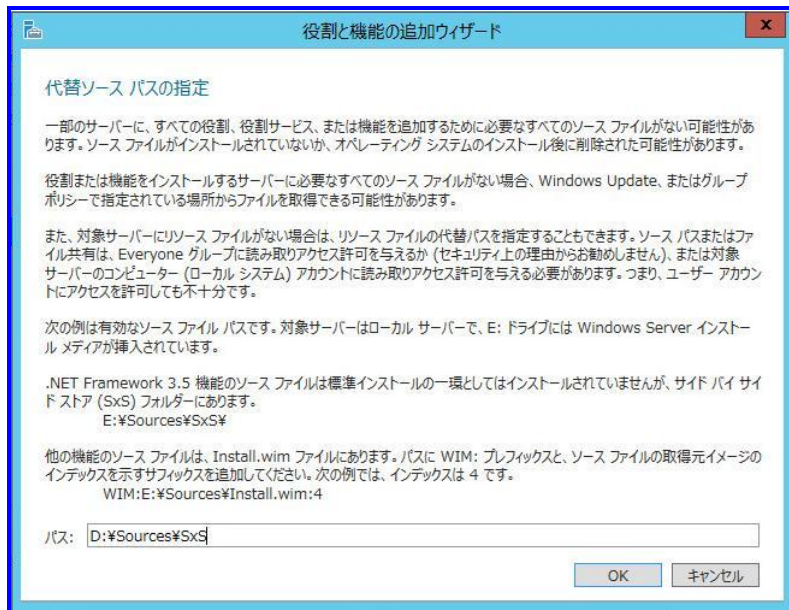 役割と機能の追加ウィザード
x
代替ソース パスの指定
一部のサーバーに、すべての役割、役割サービス、または機能を追加するために必要なすべてのソース ファイルがない可能性があ
ります。ソース ファイルがインストールされていないか、オペレーティング システムのインストール後に削除された可能性があります。
役割または機能をインストールするサーバーに必要なすべてのソース ファイルがない場合、Windows Update、またはグループ
ポリシーで指定されている場所からファイルを取得できる可能性があります。
また、対象サーバーにリソース ファイルがない場合は、リソース ファイルの代替パスを指定することもできます。ソース パスまたはファ
イル共有は、Everyone グループに読み取りアクセス許可を与えるか (セキュリティ上の理由からお勧めしません)、または対象
サーバーのコンピューター (ローカル システム) アカウントに読み取りアクセス許可を与える必要があります。つまり、ユーザー アカウン
トにアクセスを許可しても不十分です。
次の例は有効なソース ファイル パスです。対象サーバーはローカル サーバーで、E: ドライブには Windows Server インストー
ル メディアが挿入されています。
.NET Framework 3.5 機能のソース ファイルは標準インストールの一環としてはインストールされていませんが、サイド バイ サイ
ド ストア (SxS) フォルダーにあります。
E:¥Sources¥SxS¥
他の機能のソース ファイルは、Install.wim ファイルにあります。パスに WIM: プレフィックスと、ソース ファイルの取得元イメージの
インデックスを示すサフィックスを追加してください。次の例では、インデックスは 4 です。
WIM:E:¥Sources¥Install.wim:4
パス: D:¥Sources¥SxS
OK キャンセル